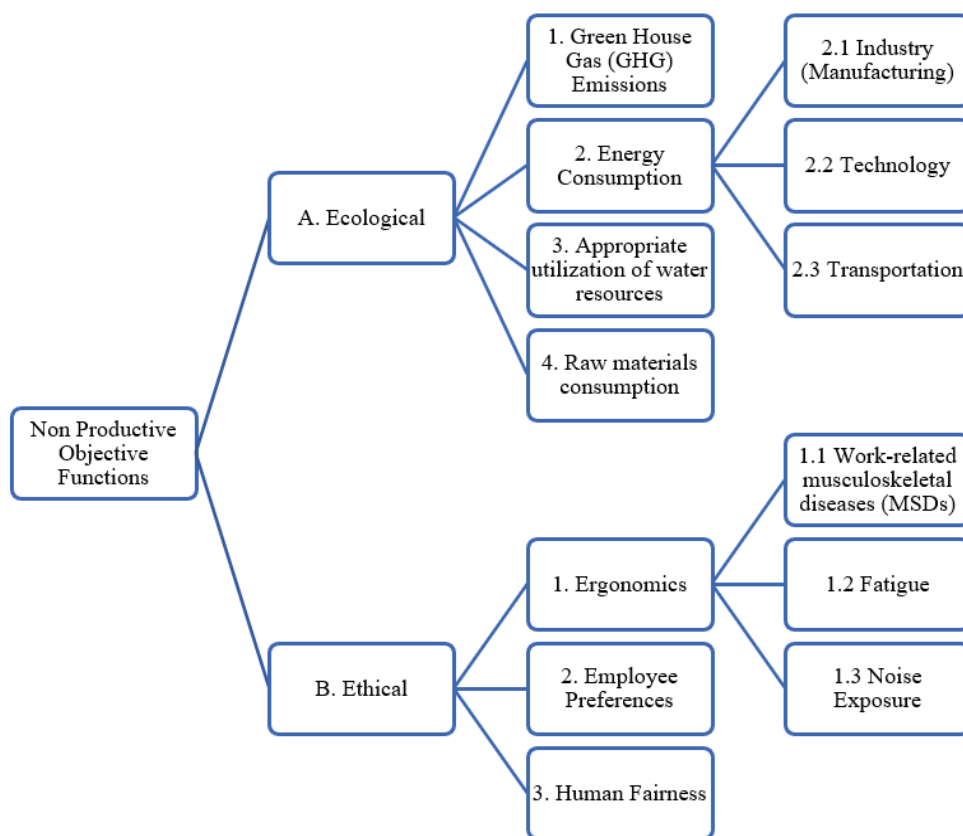 Non Productive
Objective
Functions
A. Ecological
1. Green House
Gas (GHG)
Emissions
2. Energy
Consumption
2.1 Industry
(Manufacturing)
2.2 Technology
2.3 Transportation
3. Appropriate
utilization of water
resources
4. Raw materials
consumption
B. Ethical
1. Ergonomics
1.1 Work-related
musculoskeletal
diseases (MSDs)
1.2 Fatigue
1.3 Noise
Exposure
2. Employee
Preferences
3. Human Fairness